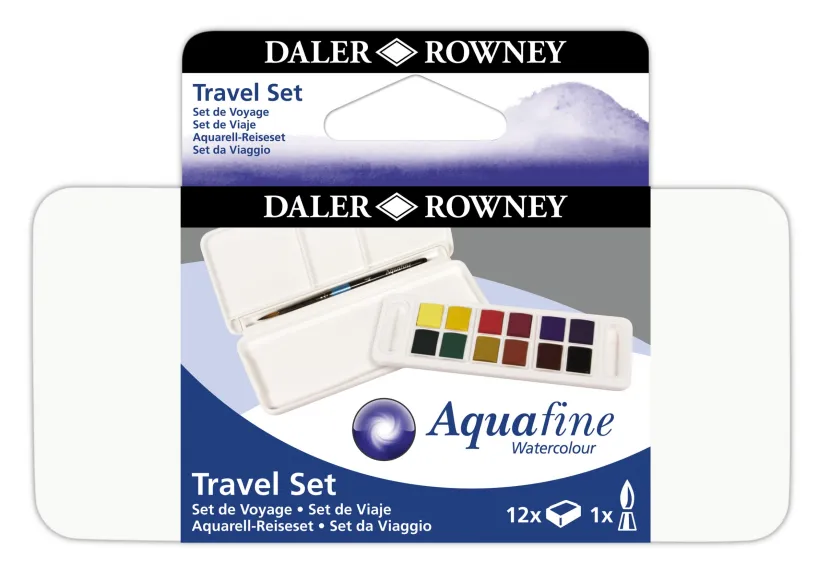 DALER ROWNEY
Travel Set
Set de Voyage
Set de Viaje
Aquarell-Reiseset
Set da Viaggio
DALER ROWNEY
Aquafine
Aquafine
Watercolour
Travel Set
Set de Voyage • Set de Viaje
Aquarell-Reiseset • Set da Viaggio
12x 1x